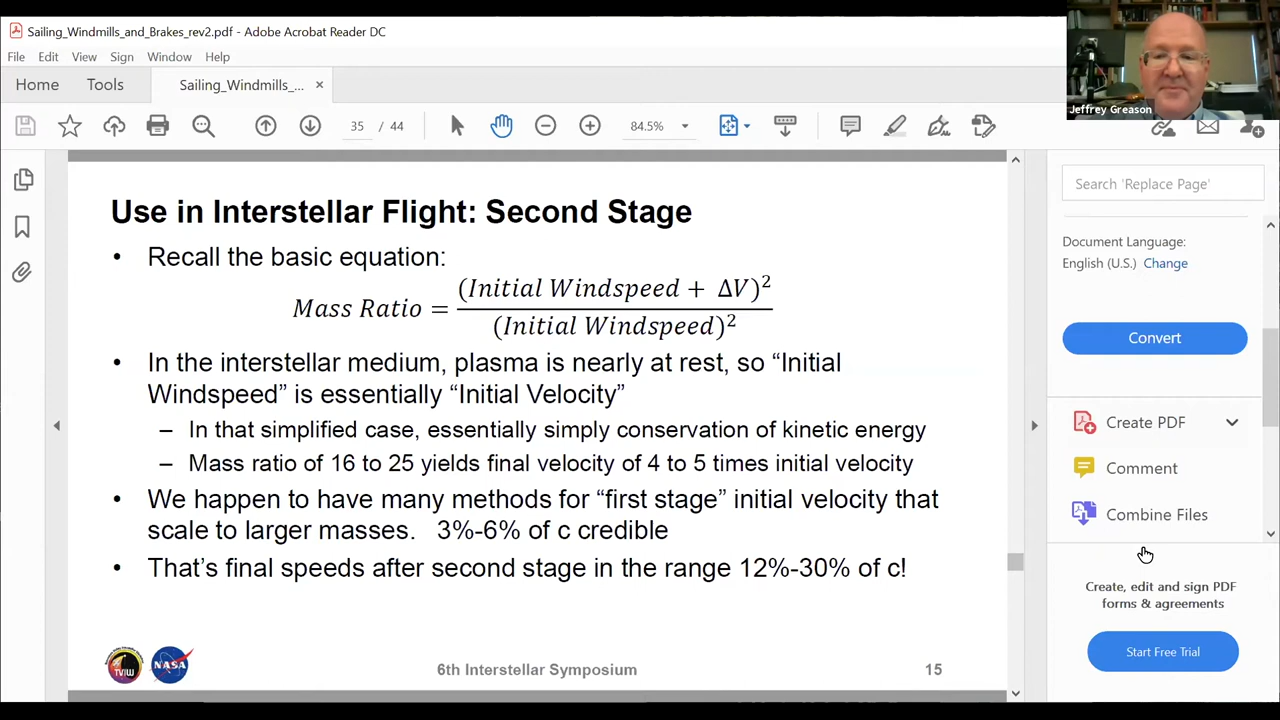 Sailing_Windmills_and_Brakes_rev2.pdf - Adobe Acrobat Reader DC
File Edit View Sign Window Help
Home Tools Sailing_Windmills_... ×
35 / 44 84.5%
Jeffrey Greason
Use in Interstellar Flight: Second Stage
• Recall the basic equation:
Mass Ratio = (Initial Windspeed + ΔV)² / (Initial Windspeed)²
• In the interstellar medium, plasma is nearly at rest, so “Initial
Windspeed” is essentially “Initial Velocity”
– In that simplified case, essentially simply conservation of kinetic energy
– Mass ratio of 16 to 25 yields final velocity of 4 to 5 times initial velocity
• We happen to have many methods for “first stage” initial velocity that
scale to larger masses. 3%-6% of c credible
• That’s final speeds after second stage in the range 12%-30% of c!
TVIW NASA 6th Interstellar Symposium 15
Search 'Replace Page'
Document Language:
English (U.S.) Change
Convert
Create PDF
Comment
Combine Files
Create, edit and sign PDF
forms & agreements
Start Free Trial